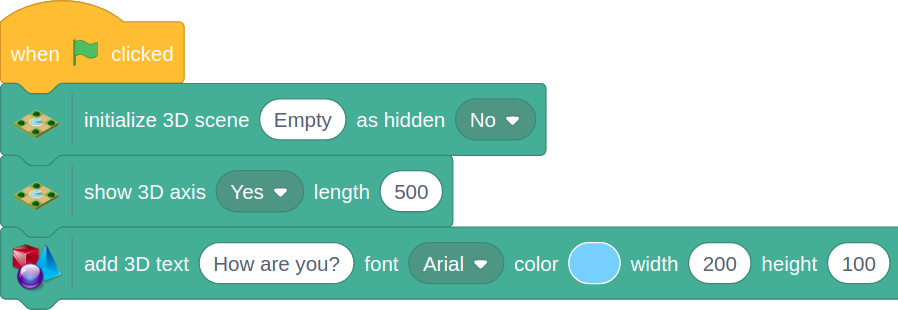 when clicked
initialize 3D scene Empty as hidden No
show 3D axis Yes length 500
add 3D text How are you? font Arial color width 200 height 100